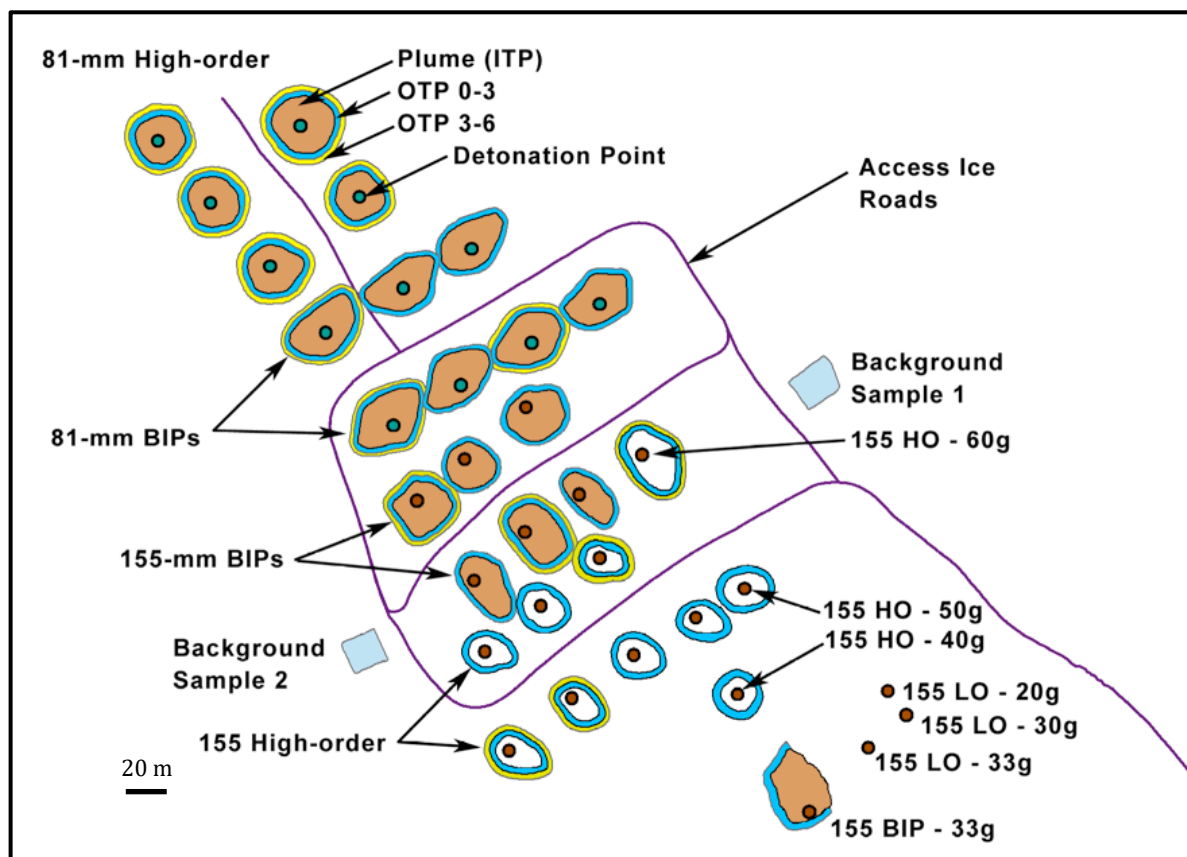 81-mm High-order
Plume (ITP)
OTP 0-3
OTP 3-6
Detonation Point
Access Ice
Roads
Background
Sample 1
81-mm BIPs
155 HO - 60g
155-mm BIPs
155 HO - 50g
155 HO - 40g
Background
Sample 2
155 LO - 20g
155 LO - 30g
155 High-order
155 LO - 33g
20 m
155 BIP - 33g